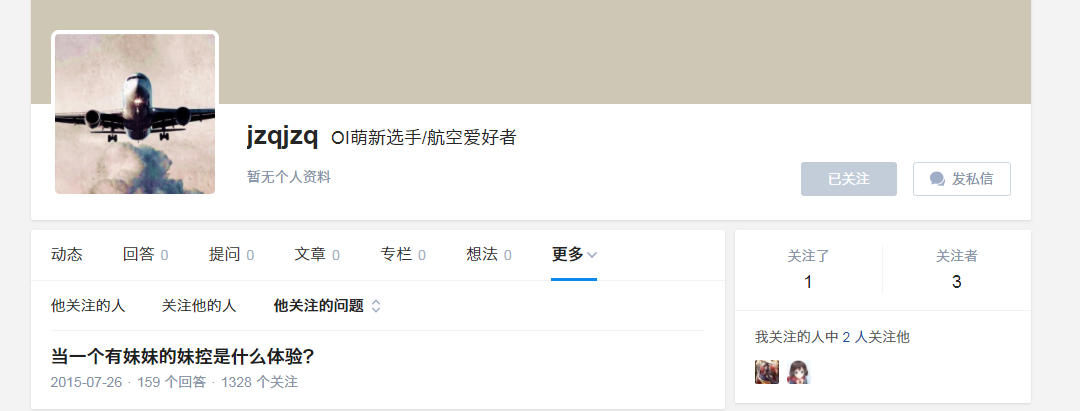 jzqjzq OI萌新选手/航空爱好者
暂无个人资料
已关注 发私信
动态 回答 0 提问 0 文章 0 专栏 0 想法 0 更多
他关注的人 关注他的人 他关注的问题
当一个有妹妹的妹控是什么体验?
2015-07-26 · 159 个回答 · 1328 个关注
关注了 关注者
1 3
我关注的人中 2 人关注他